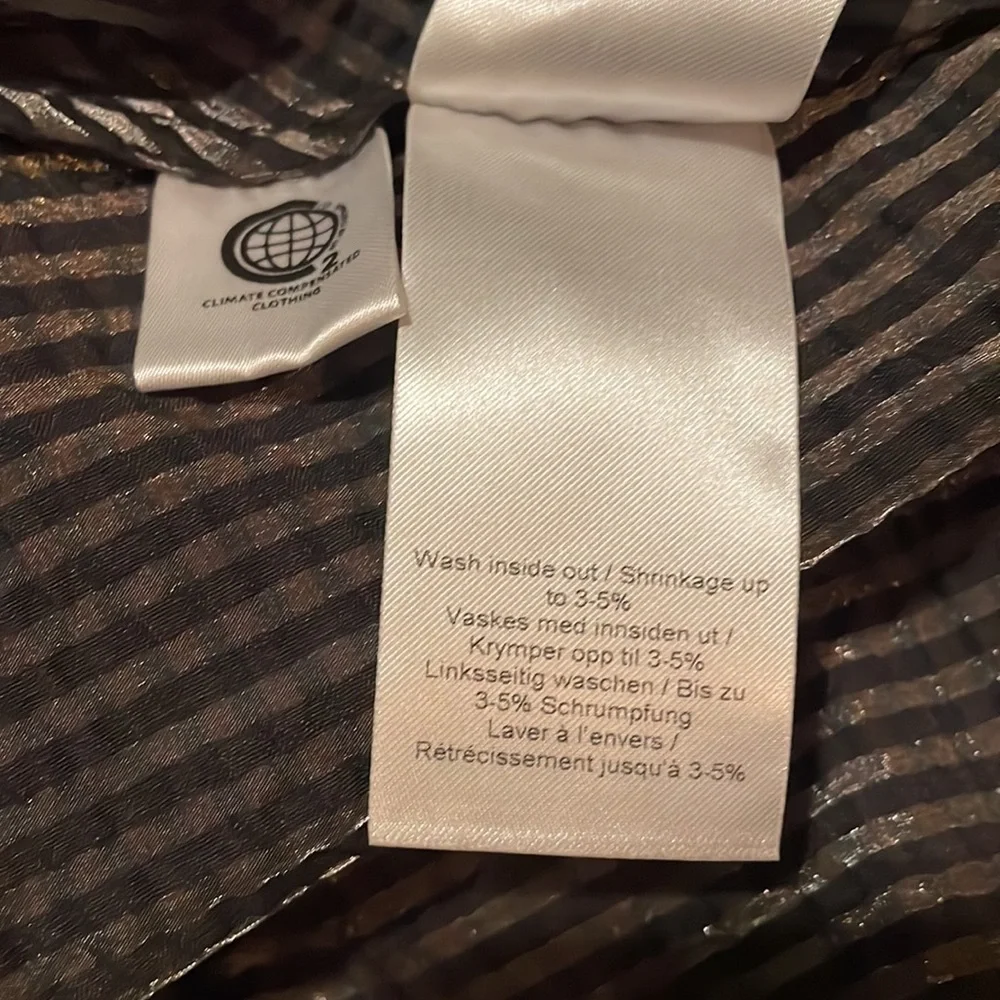 CLIMATE COMPENSATED
CLOTHING
Wash inside out / Shrinkage up
to 3-5%
Vaskes med innsiden ut /
Krymper opp til 3-5%
Linksseitig waschen / Bis zu
3-5% Schrumpfung
Laver à l'envers /
Rétrécissement jusqu'à 3-5%